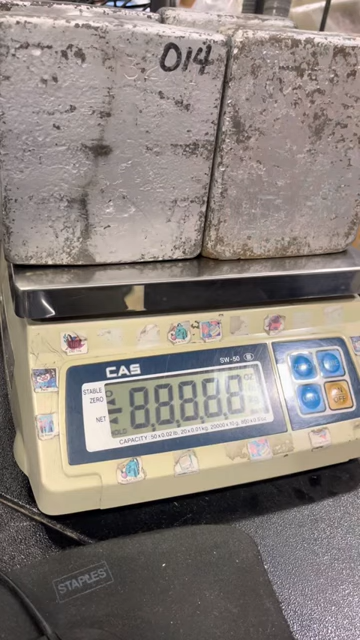 014
SW-50
CAS
STABLE
ZERO
NET
HOLD
-8.8.8.8.8
CAPACITY: 50 x 0.02 lb, 20 x 0.01 kg, 20000 x 10 g,
STAPLES